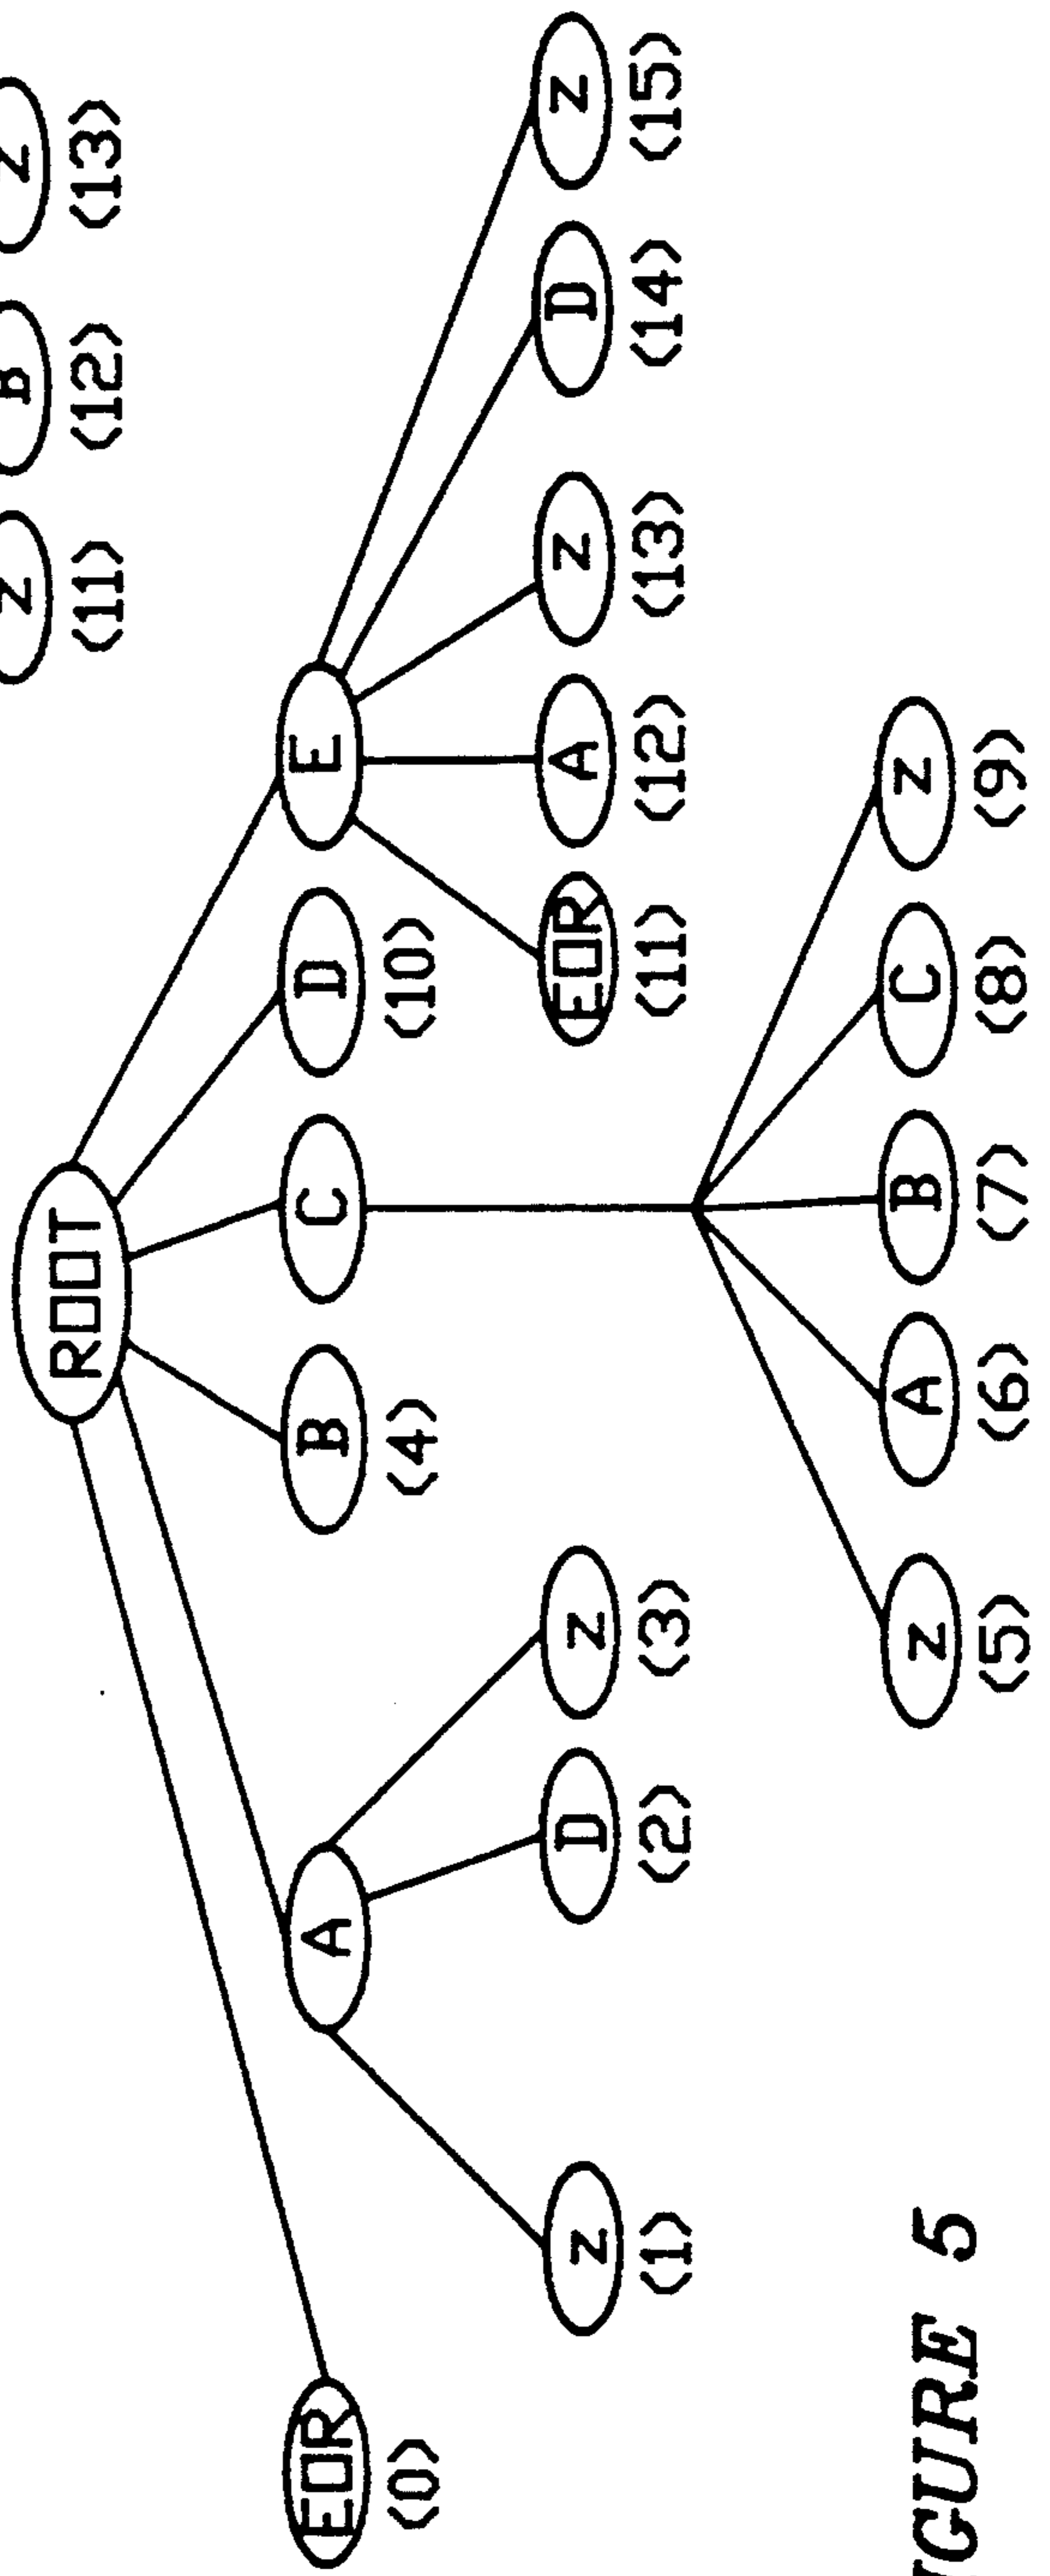 z B z
(11) (12) (13)
ROOT
EOR A B C D E
(0) (4) (10)
z D z EOR A z D z
(1) (2) (3) (11) (12) (13) (14) (15)
z A B C z
(5) (6) (7) (8) (9)
IGURE 5